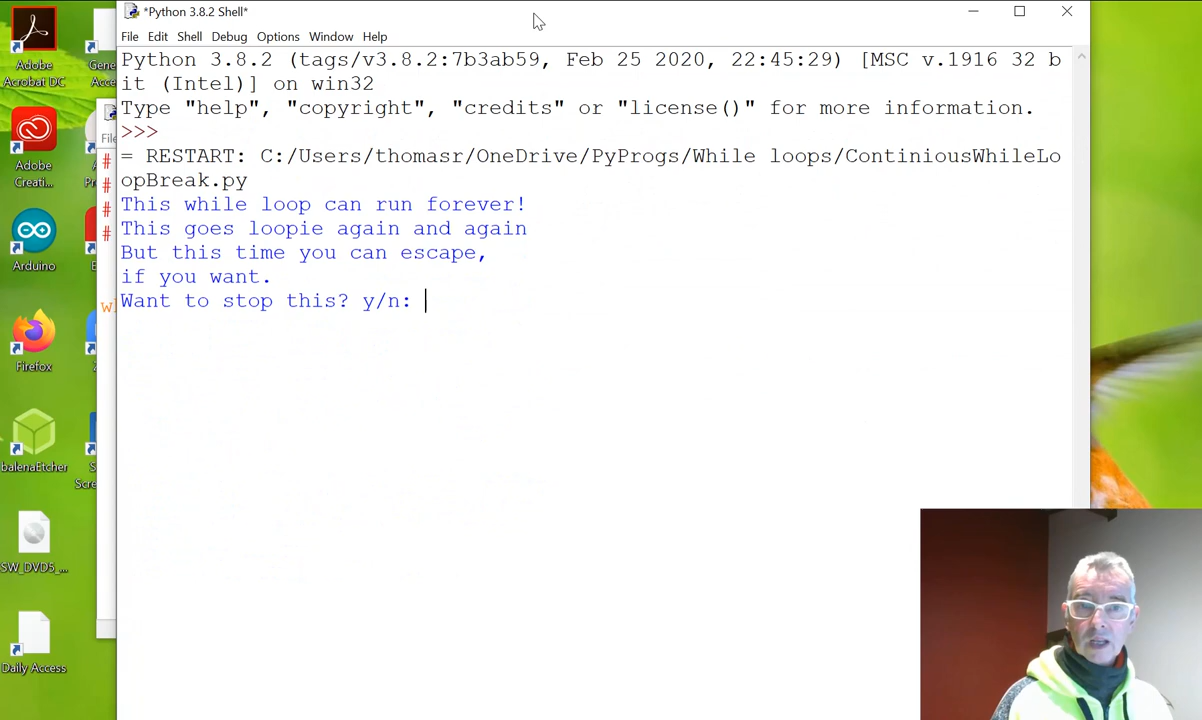 *Python 3.8.2 Shell*
File Edit Shell Debug Options Window Help
Python 3.8.2 (tags/v3.8.2:7b3ab59, Feb 25 2020, 22:45:29) [MSC v.1916 32 b
it (Intel)] on win32
Type "help", "copyright", "credits" or "license()" for more information.
>>>
= RESTART: C:/Users/thomasr/OneDrive/PyProgs/While loops/ContiniousWhileLo
opBreak.py
This while loop can run forever!
This goes loopie again and again
But this time you can escape,
if you want.
Want to stop this? y/n:
Adobe
Acrobat DC
Adobe
Creati...
Arduino
Firefox
balenaEtcher
SW_DVD5_...
Daily Access
Gene
Acce
File
#
#
#
#